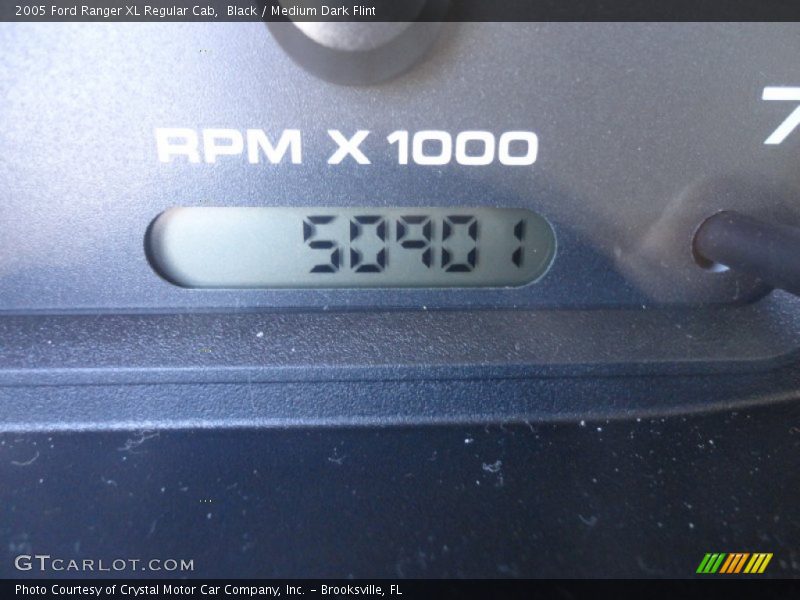 2005 Ford Ranger XL Regular Cab,  Black / Medium Dark Flint
7
RPM X 1000
50901
GTCARLOT.COM
Photo Courtesy of Crystal Motor Car Company, Inc. – Brooksville, FL